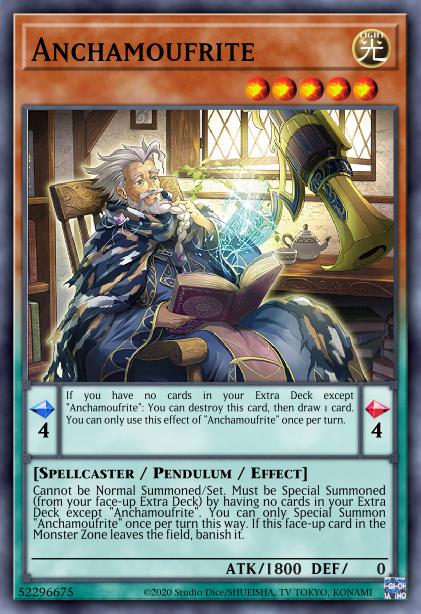 ANCHAMOUFRITE
LIGHT
光
If you have no cards in your Extra Deck except
"Anchamoufrite": You can destroy this card, then draw 1 card.
You can only use this effect of "Anchamoufrite" once per turn.
4
4
[SPELLCASTER / PENDULUM / EFFECT]
Cannot be Normal Summoned/Set. Must be Special Summoned
(from your face-up Extra Deck) by having no cards in your Extra
Deck except "Anchamoufrite". You can only Special Summon
"Anchamoufrite" once per turn this way. If this face-up card in the
Monster Zone leaves the field, banish it.
ATK/1800 DEF/ 0
52296675
©2020 Studio Dice/SHUEISHA, TV TOKYO, KONAMI